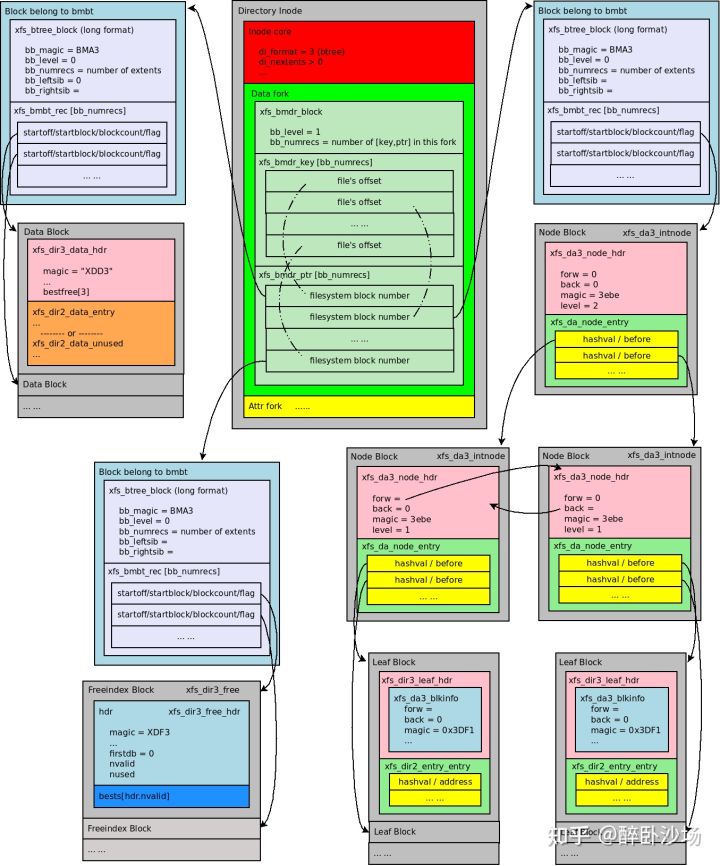 Block belong to bmbt
xfs_btree_block (long format)
bb_magic = BMA3
bb_level = 0
bb_numrecs = number of extents
bb_leftsib = 0
bb_rightsib =
xfs_bmbt_rec [bb_numrecs]
startoff/startblock/blockcount/flag
startoff/startblock/blockcount/flag
... ...
Data Block
xfs_dir3_data_hdr
magic = "XDD3"
...
bestfree[3]
xfs_dir2_data_entry
...
-------- or --------
xfs_dir2_data_unused
...
Data Block
... ...
Directory Inode
Inode core
di_format = 3 (btree)
di_nextents > 0
...
Data fork
xfs_bmdr_block
bb_level = 1
bb_numrecs = number of [key,ptr] in this fork
xfs_bmdr_key [bb_numrecs]
file's offset
file's offset
... ...
file's offset
xfs_bmdr_ptr [bb_numrecs]
filesystem block number
filesystem block number
... ...
filesystem block number
Attr fork ......
Block belong to bmbt
xfs_btree_block (long format)
bb_magic = BMA3
bb_level = 0
bb_numrecs = number of extents
bb_leftsib = 0
bb_rightsib =
xfs_bmbt_rec [bb_numrecs]
startoff/startblock/blockcount/flag
startoff/startblock/blockcount/flag
... ...
Node Block xfs_da3_intnode
xfs_da3_node_hdr
forw = 0
back = 0
magic = 3ebe
level = 2
xfs_da_node_entry
hashval / before
hashval / before
... ...
Block belong to bmbt
xfs_btree_block (long format)
bb_magic = BMA3
bb_level = 0
bb_numrecs = number of extents
bb_leftsib =
bb_rightsib =
xfs_bmbt_rec [bb_numrecs]
startoff/startblock/blockcount/flag
startoff/startblock/blockcount/flag
... ...
Freeindex Block xfs_dir3_free
hdr xfs_dir3_free_hdr
magic = XDF3
...
firstdb = 0
nvalid
nused
bests[hdr.nvalid]
Freeindex Block
... ...
Node Block xfs_da3_intnode
xfs_da3_node_hdr
forw =
back = 0
magic = 3ebe
level = 1
xfs_da_node_entry
hashval / before
hashval / before
... ...
Node Block xfs_da3_intnode
xfs_da3_node_hdr
forw = 0
back =
magic = 3ebe
level = 1
xfs_da_node_entry
hashval / before
hashval / before
... ...
Leaf Block
xfs_dir3_leaf_hdr
xfs_da3_blkinfo
forw =
back = 0
magic = 0x3DF1
...
xfs_dir2_entry_entry
hashval / address
... ...
Leaf Block
... ...
Leaf Block
xfs_dir3_leaf_hdr
xfs_da3_blkinfo
forw =
back = 0
magic = 0x3DF1
...
xfs_dir2_entry_entry
hashval / address
... ...
Leaf Block
... ...
知乎 @醉卧沙场